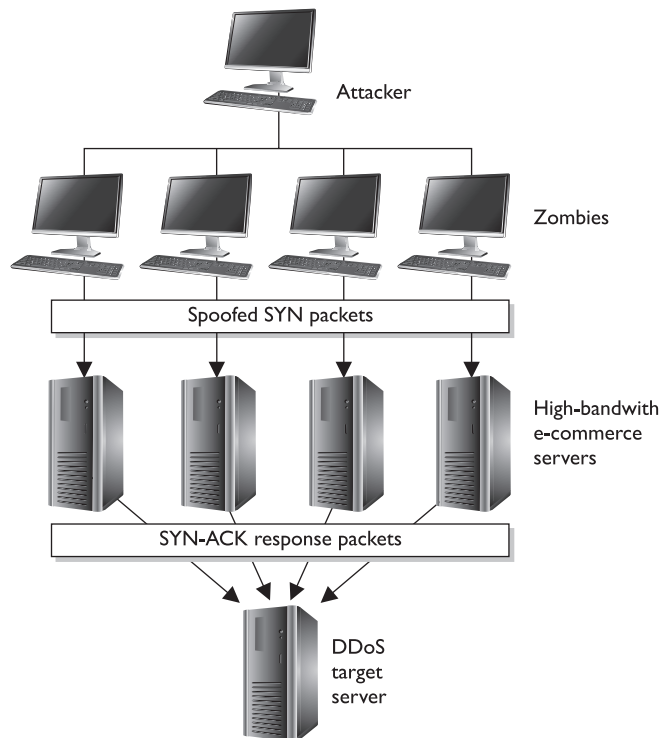 Attacker
Zombies
Spoofed SYN packets
High-bandwith
e-commerce
servers
SYN-ACK response packets
DDoS
target
server